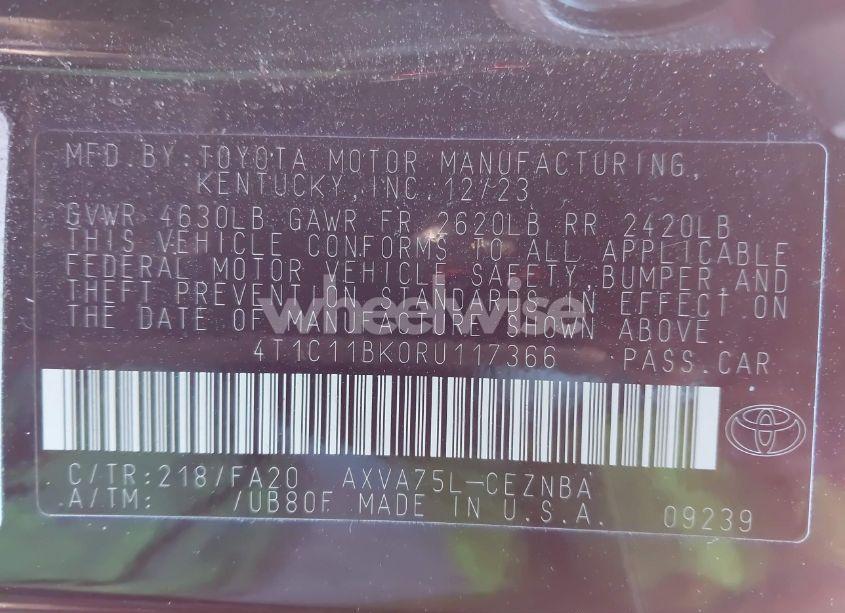 MFD.BY:TOYOTA MOTOR MANUFACTURING,
KENTUCKY,INC.12/23
GVWR 4630LB GAWR FR 2620LB RR 2420LB
THIS VEHICLE CONFORMS TO ALL APPLICABLE
FEDERAL MOTOR VEHICLE SAFETY,BUMPER,AND
THEFT PREVENTION STANDARDS IN EFFECT ON
THE DATE OF MANUFACTURE SHOWN ABOVE.
wheelwise
4T1C11BK0RU117366 PASS.CAR
C/TR:218/FA20 AXVA75L-CEZNBA
A/TM: /UB80F MADE IN U.S.A. 09239